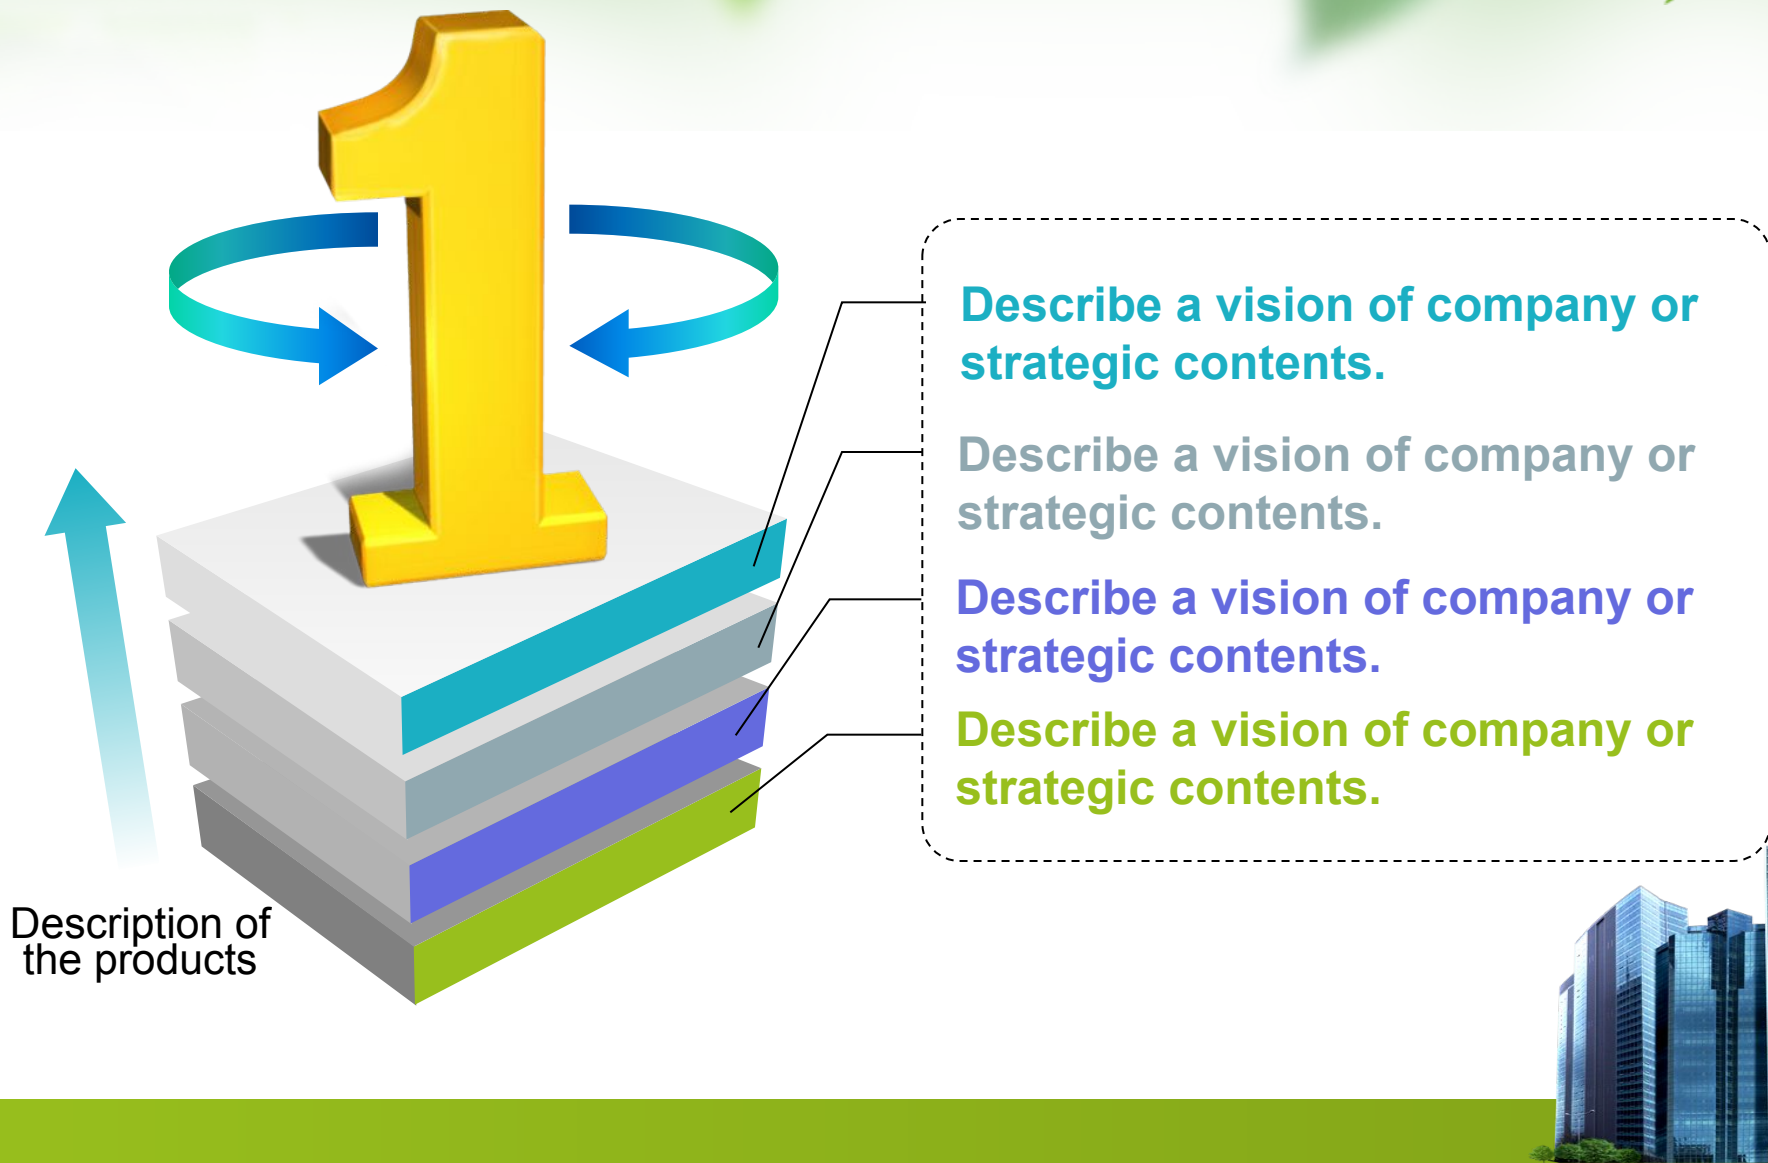 1
Describe a vision of company or
strategic contents.
Describe a vision of company or
strategic contents.
Describe a vision of company or
strategic contents.
Describe a vision of company or
strategic contents.
Description of
the products